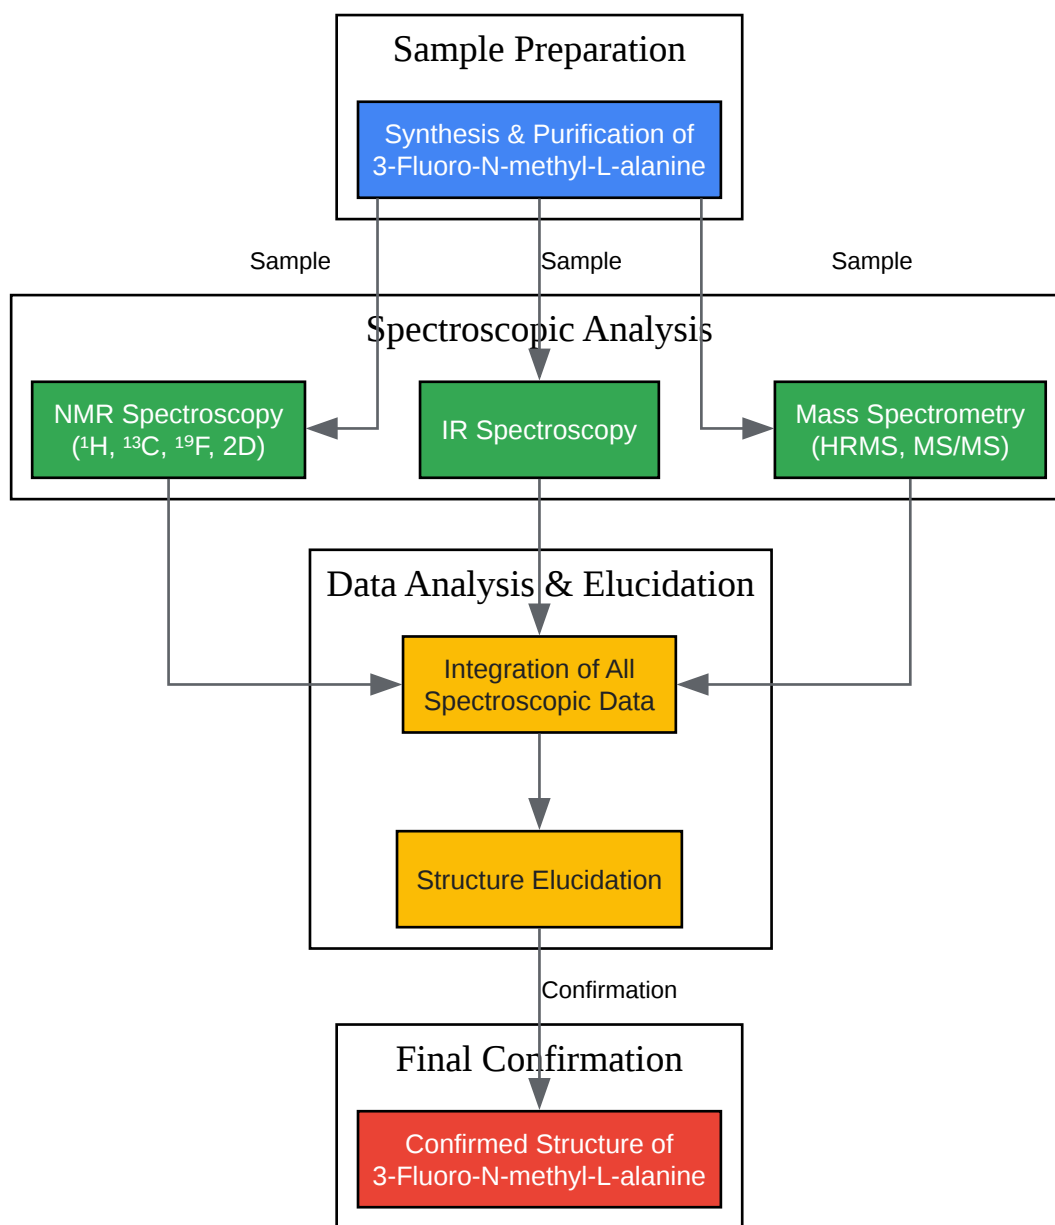 Sample Preparation
Synthesis & Purification of
3-Fluoro-N-methyl-L-alanine
Sample
Sample
Sample
Spectroscopic Analysis
NMR Spectroscopy
(¹H, ¹³C, ¹⁹F, 2D)
IR Spectroscopy
Mass Spectrometry
(HRMS, MS/MS)
Data Analysis & Elucidation
Integration of All
Spectroscopic Data
Structure Elucidation
Confirmation
Final Confirmation
Confirmed Structure of
3-Fluoro-N-methyl-L-alanine